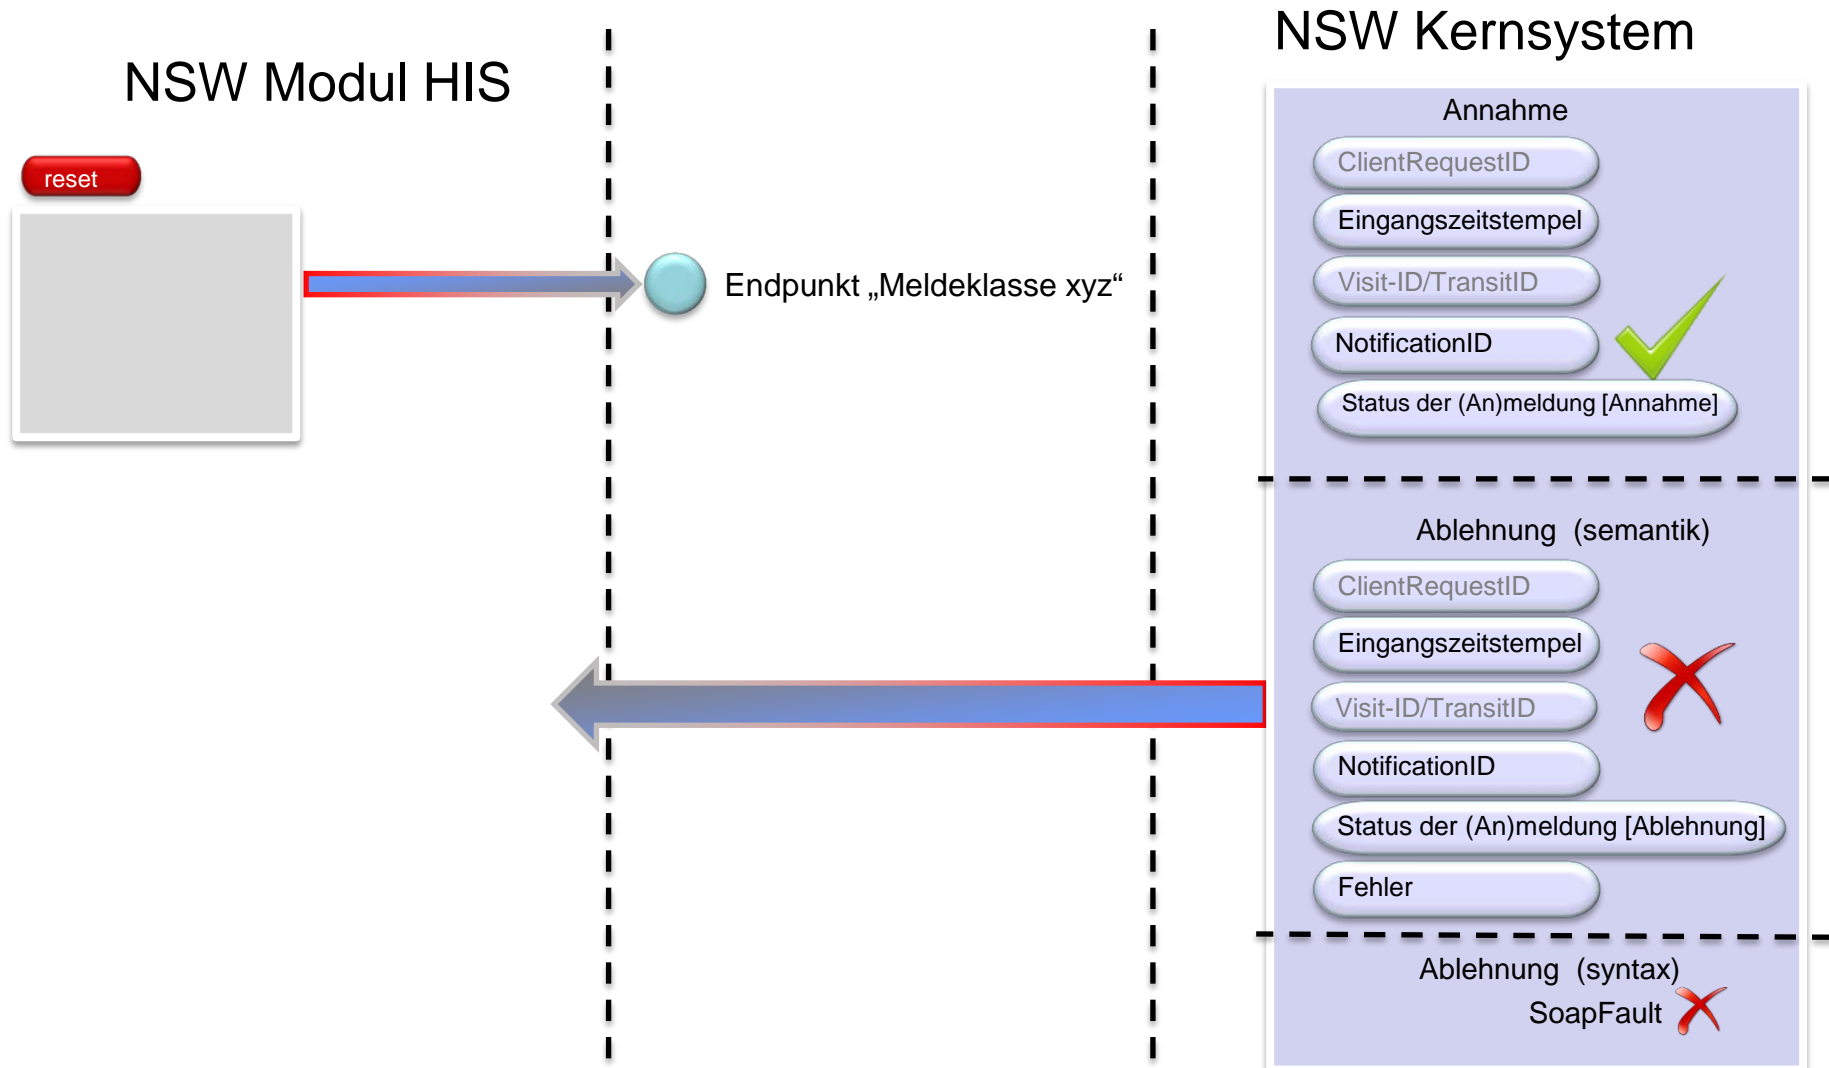 NSW Modul HIS
reset
Endpunkt „Meldeklasse xyz“
NSW Kernsystem
Annahme
ClientRequestID
Eingangszeitstempel
Visit-ID/TransitID
NotificationID
Status der (An)meldung [Annahme]
Ablehnung (semantik)
ClientRequestID
Eingangszeitstempel
Visit-ID/TransitID
NotificationID
Status der (An)meldung [Ablehnung]
Fehler
Ablehnung (syntax)
SoapFault